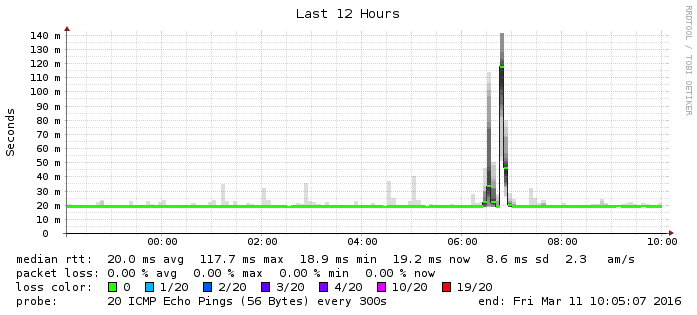 Last 12 Hours
RRDTOOL / TOBI OETIKER
Seconds
140 m
130 m
120 m
110 m
100 m
90 m
80 m
70 m
60 m
50 m
40 m
30 m
20 m
10 m
0
00:00 02:00 04:00 06:00 08:00 10:00
median rtt: 20.0 ms avg 117.7 ms max 18.9 ms min 19.2 ms now 8.6 ms sd 2.3 am/s
packet loss: 0.00 % avg 0.00 % max 0.00 % min 0.00 % now
loss color: 0 1/20 2/20 3/20 4/20 10/20 19/20
probe: 20 ICMP Echo Pings (56 Bytes) every 300s end: Fri Mar 11 10:05:07 2016